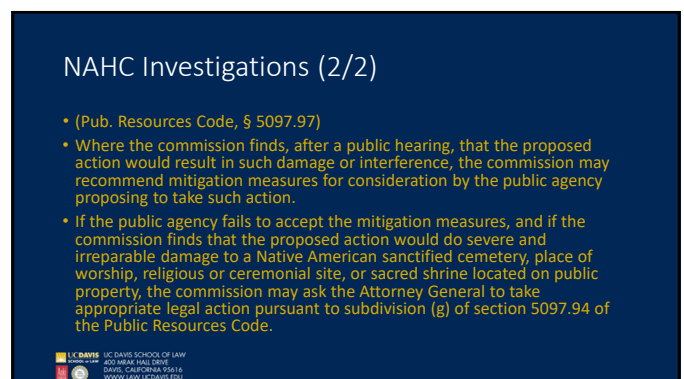 NAHC Investigations (2/2)
• (Pub. Resources Code, § 5097.97)
• Where the commission finds, after a public hearing, that the proposed
action would result in such damage or interference, the commission may
recommend mitigation measures for consideration by the public agency
proposing to take such action.
• If the public agency fails to accept the mitigation measures, and if the
commission finds that the proposed action would do severe and
irreparable damage to a Native American sanctified cemetery, place of
worship, religious or ceremonial site, or sacred shrine located on public
property, the commission may ask the Attorney General to take
appropriate legal action pursuant to subdivision (g) of section 5097.94 of
the Public Resources Code.
UCDAVIS
SCHOOL OF LAW
UC DAVIS SCHOOL OF LAW
400 MRAK HALL DRIVE
DAVIS, CALIFORNIA 95616
WWW.LAW.UCDAVIS.EDU